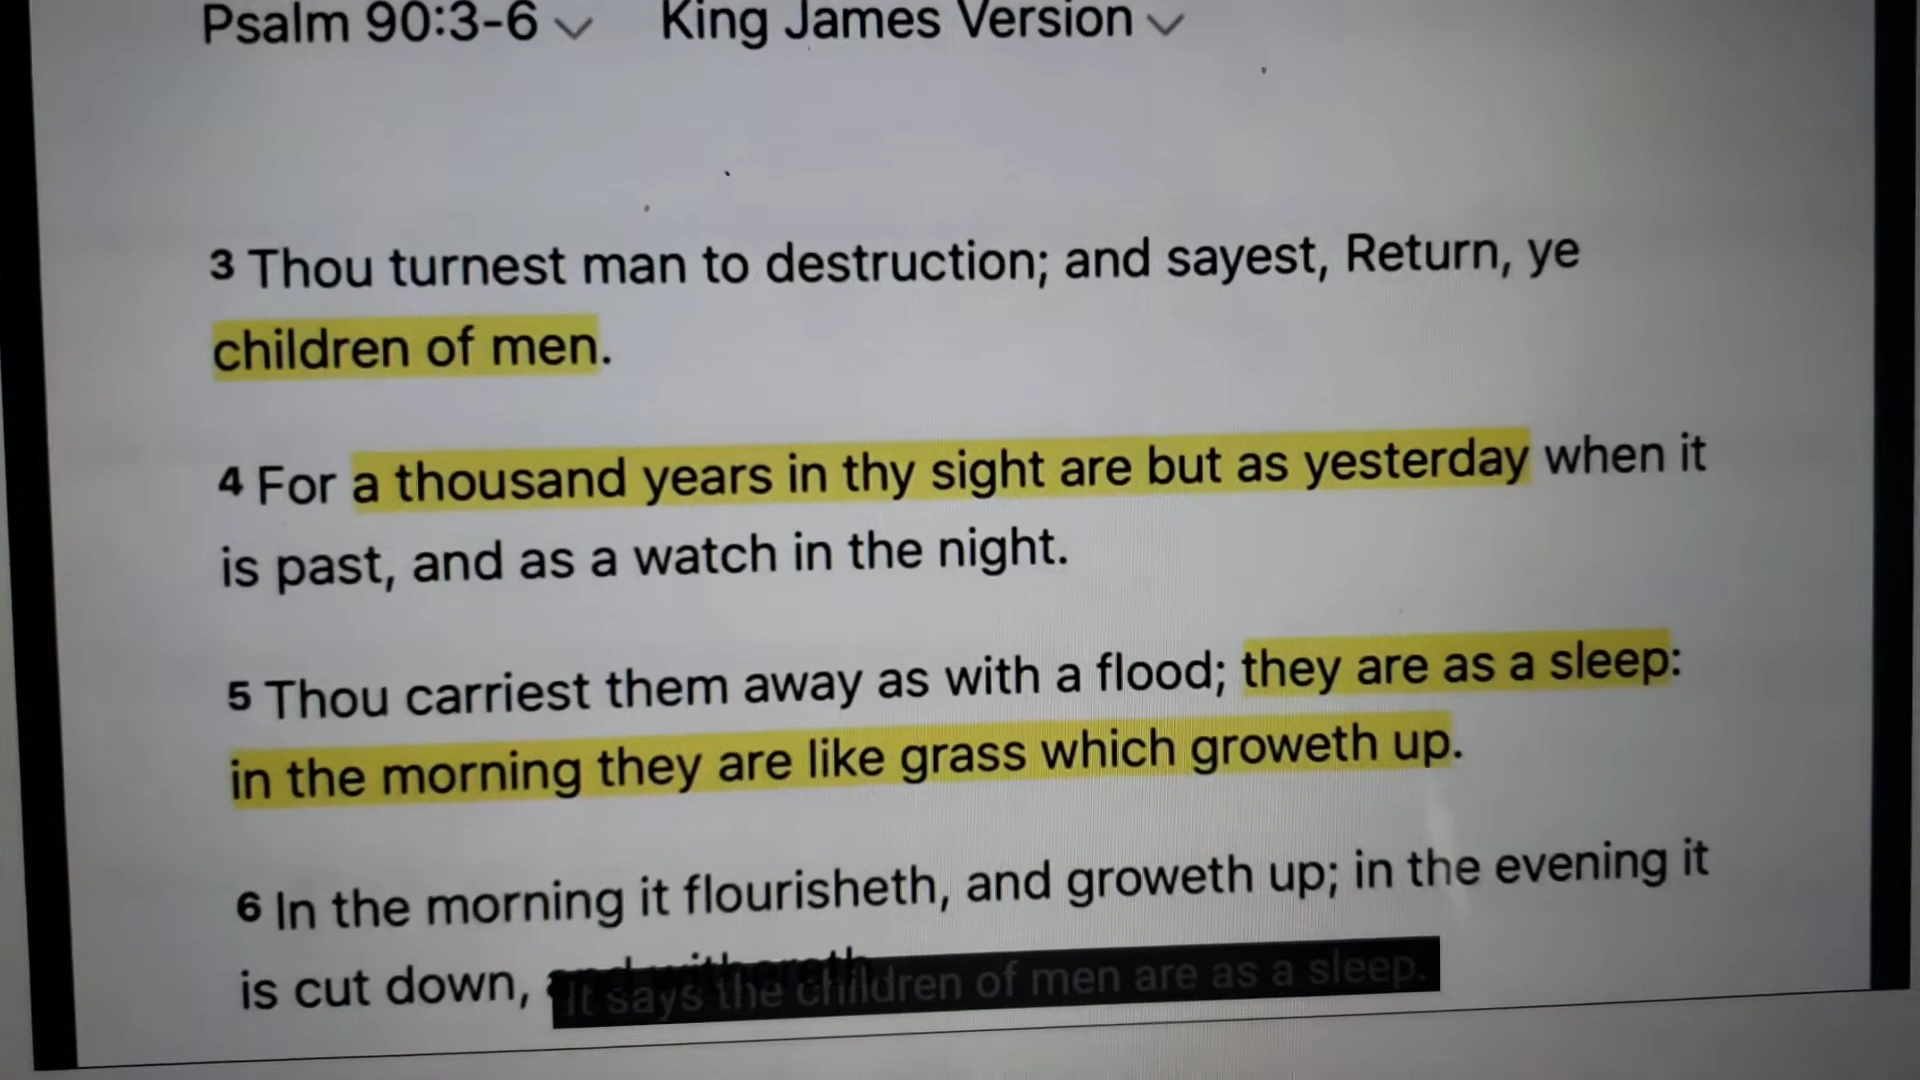 Psalm 90:3-6 King James Version
3 Thou turnest man to destruction; and sayest, Return, ye
children of men.
4 For a thousand years in thy sight are but as yesterday when it
is past, and as a watch in the night.
5 Thou carriest them away as with a flood; they are as a sleep:
in the morning they are like grass which groweth up.
6 In the morning it flourisheth, and groweth up; in the evening it
is cut down, and withereth
it says the children of men are as a sleep.